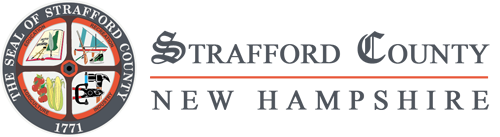 THE SEAL OF STRAFFORD COUNTY
1771
STRAFFORD COUNTY
NEW HAMPSHIRE